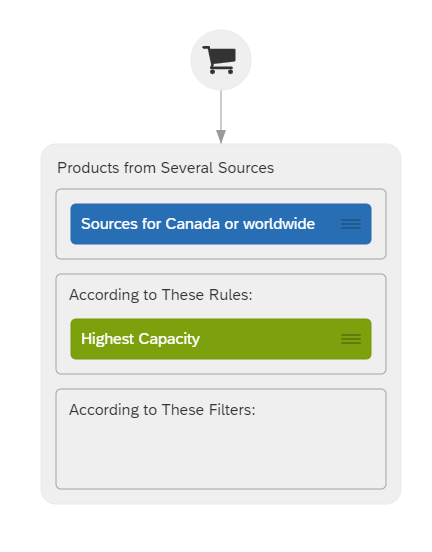 Products from Several Sources
Sources for Canada or worldwide
According to These Rules:
Highest Capacity
According to These Filters: